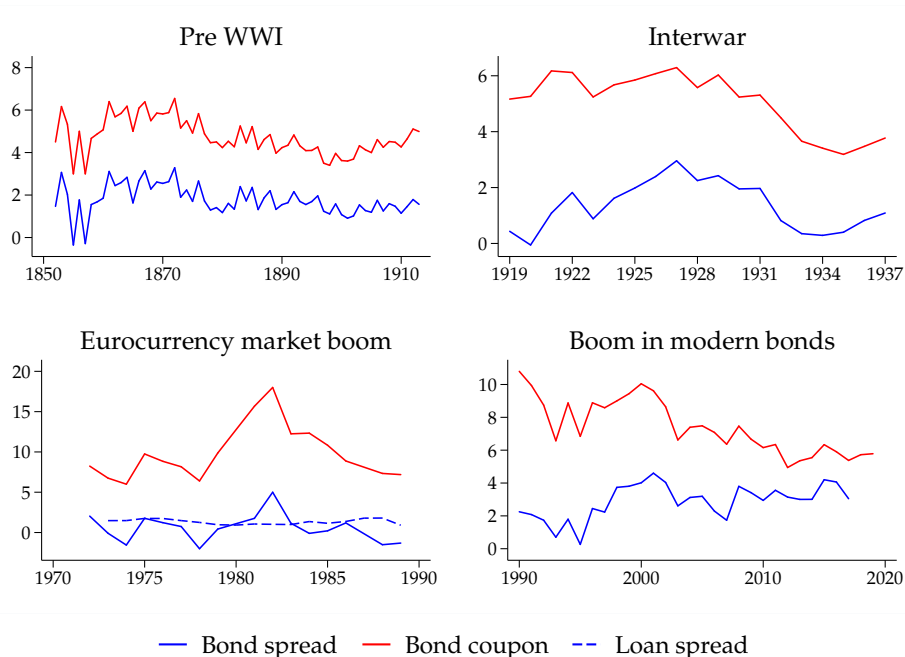 Pre WWI
Interwar
8
6
4
2
0
1850 1870 1890 1910
6
4
2
0
1919 1922 1925 1928 1931 1934 1937
Eurocurrency market boom
Boom in modern bonds
20
15
10
5
0
1970 1975 1980 1985 1990
10
8
6
4
2
0
1990 2000 2010 2020
Bond spread Bond coupon Loan spread